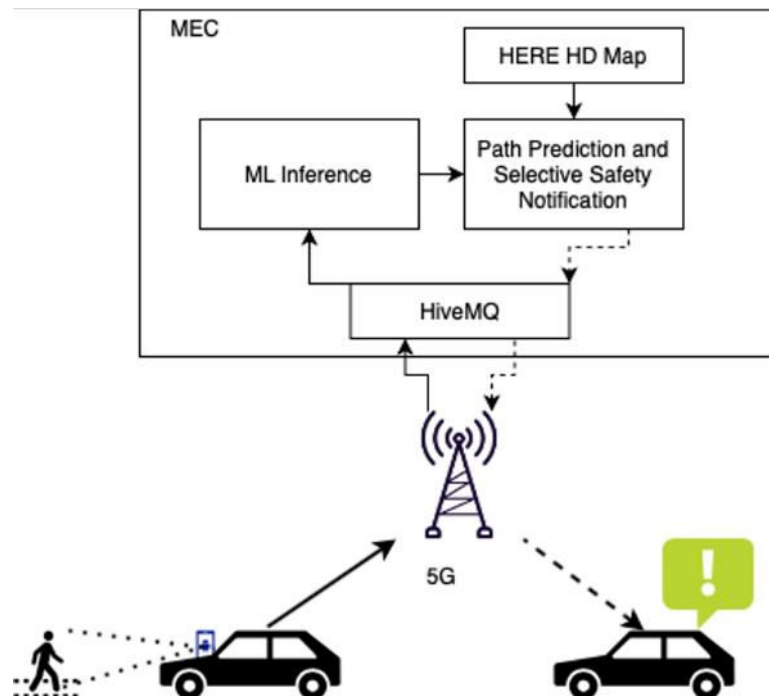 MEC
HERE HD Map
ML Inference
Path Prediction and
Selective Safety
Notification
HiveMQ
5G
!